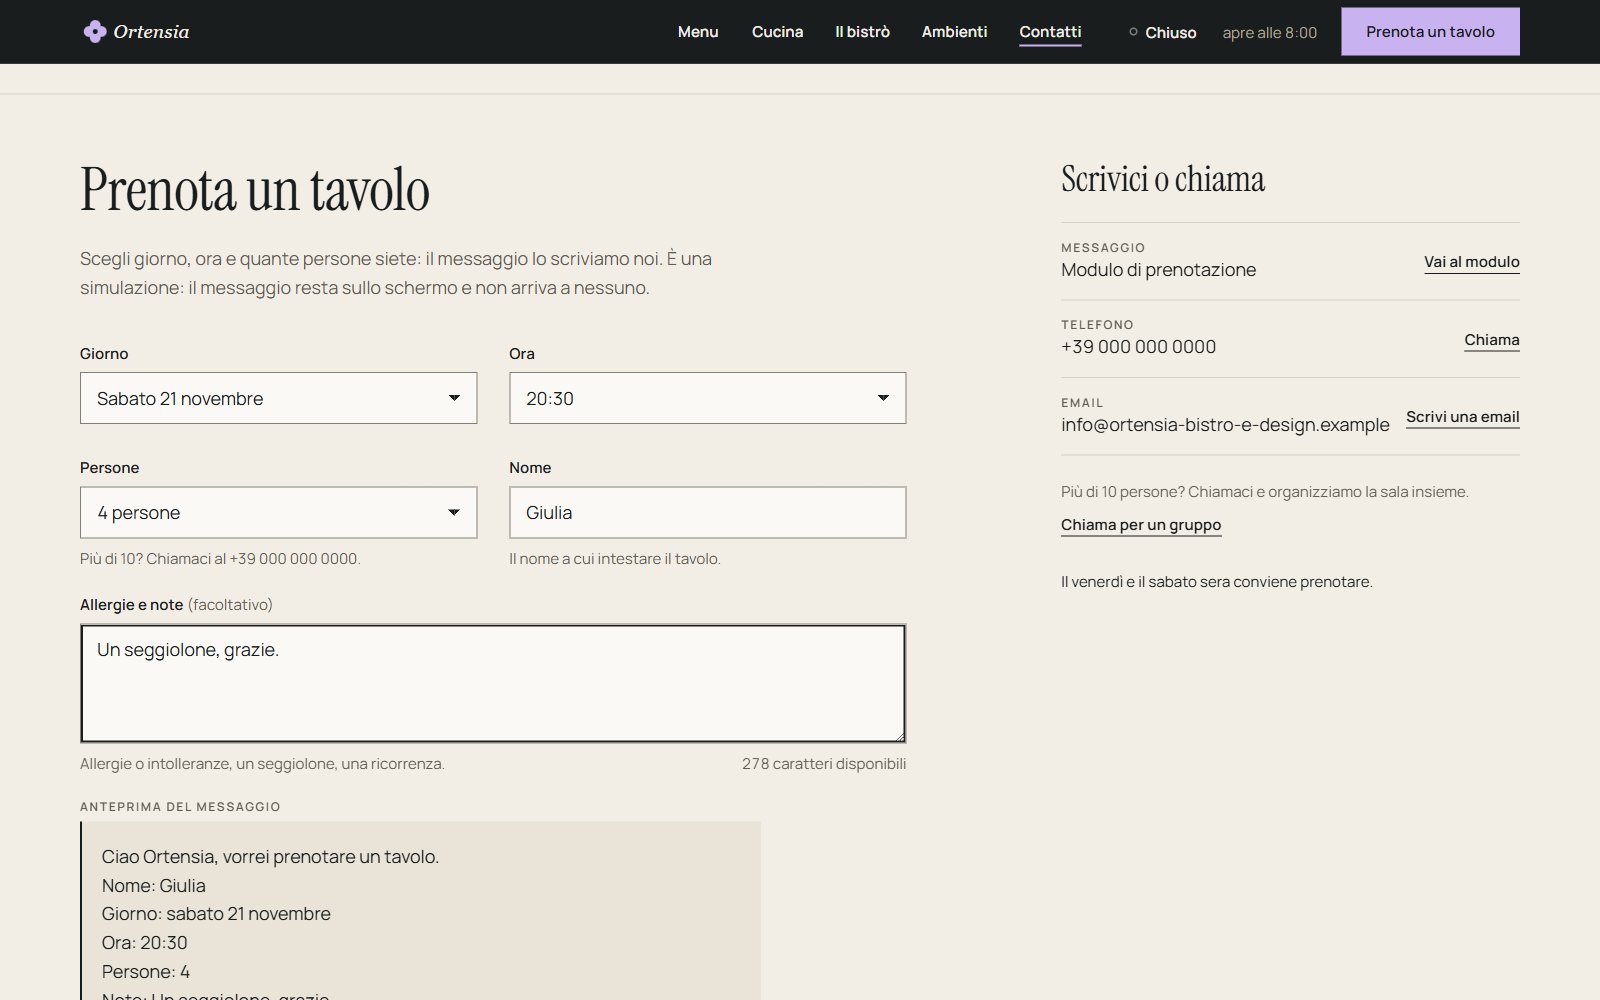 Ortensia
Menu
Cucina
Il bistrò
Ambienti
Contatti
Chiuso
apre alle 8:00
Prenota un tavolo
Prenota un tavolo
Scegli giorno, ora e quante persone siete: il messaggio lo scriviamo noi. È una
simulazione: il messaggio resta sullo schermo e non arriva a nessuno.
Giorno
Sabato 21 novembre
Ora
20:30
Persone
4 persone
Più di 10? Chiamaci al +39 000 000 0000.
Nome
Giulia
Il nome a cui intestare il tavolo.
Allergie e note (facoltativo)
Un seggiolone, grazie.
Allergie o intolleranze, un seggiolone, una ricorrenza.
278 caratteri disponibili
ANTEPRIMA DEL MESSAGGIO
Ciao Ortensia, vorrei prenotare un tavolo.
Nome: Giulia
Giorno: sabato 21 novembre
Ora: 20:30
Persone: 4
Note: Un seggiolone, grazie.
Scrivici o chiama
MESSAGGIO
Modulo di prenotazione
Vai al modulo
TELEFONO
+39 000 000 0000
Chiama
EMAIL
info@ortensia-bistro-e-design.example
Scrivi una email
Più di 10 persone? Chiamaci e organizziamo la sala insieme.
Chiama per un gruppo
Il venerdì e il sabato sera conviene prenotare.